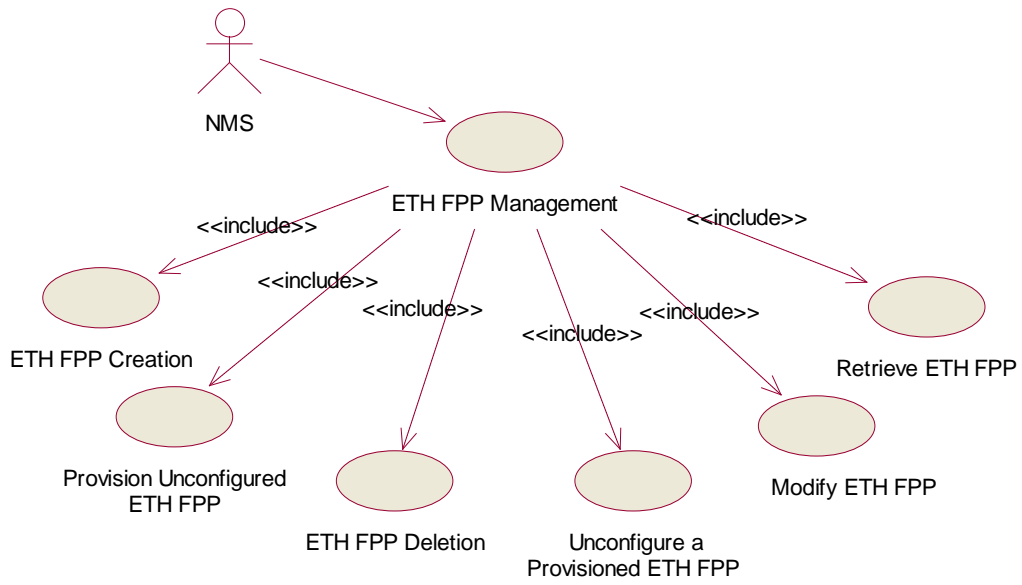 NMS
ETH FPP Management
<<include>>
<<include>>
<<include>>
<<include>>
<<include>>
<<include>>
ETH FPP Creation
Retrieve ETH FPP
Provision Unconfigured
ETH FPP
Modify ETH FPP
ETH FPP Deletion
Unconfigure a
Provisioned ETH FPP